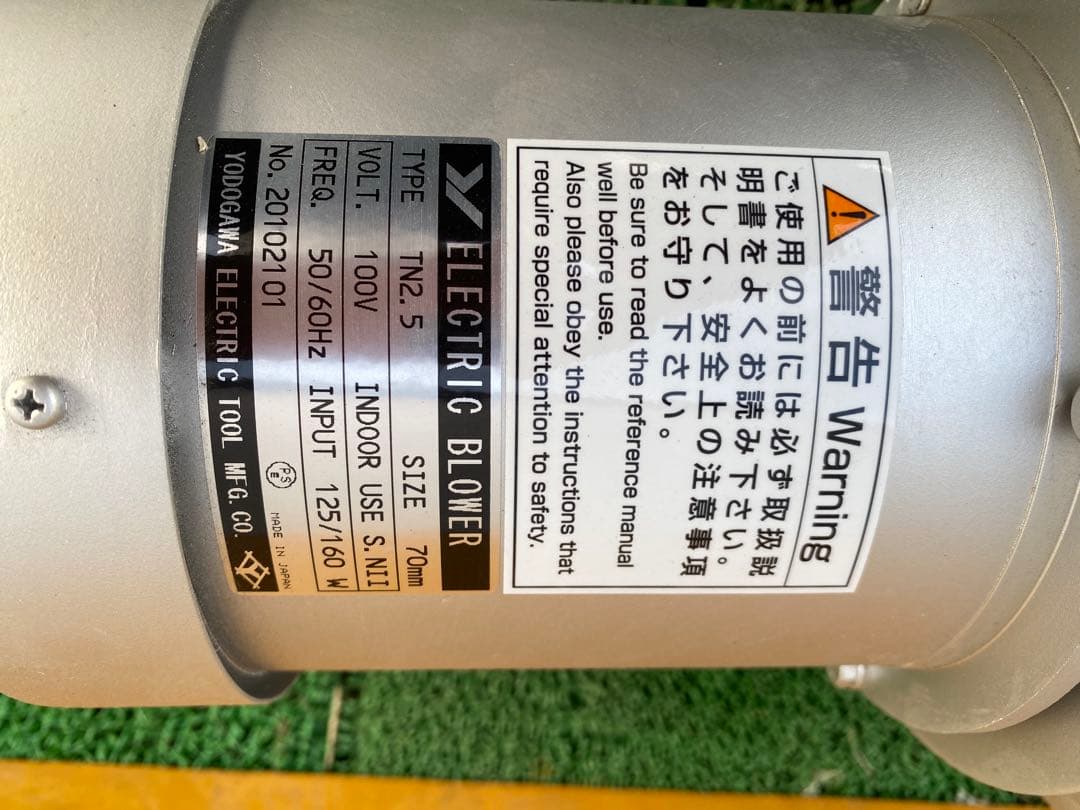 警告 Warning
ご使用の前には必ず取扱説
明書をよくお読み下さい。
そして、安全上の注意事項
をお守り下さい。
Be sure to read the reference manual
well before use.
Also please obey the instructions that
require special attention to safety.
ELECTRIC BLOWER
TYPE TN2.5 SIZE 70mm
VOLT. 100V INDOOR USE S.NII
FREQ. 50/60Hz INPUT 125/160 W
No. 20102101 PSE MADE IN JAPAN
YODOGAWA ELECTRIC TOOL MFG.CO.